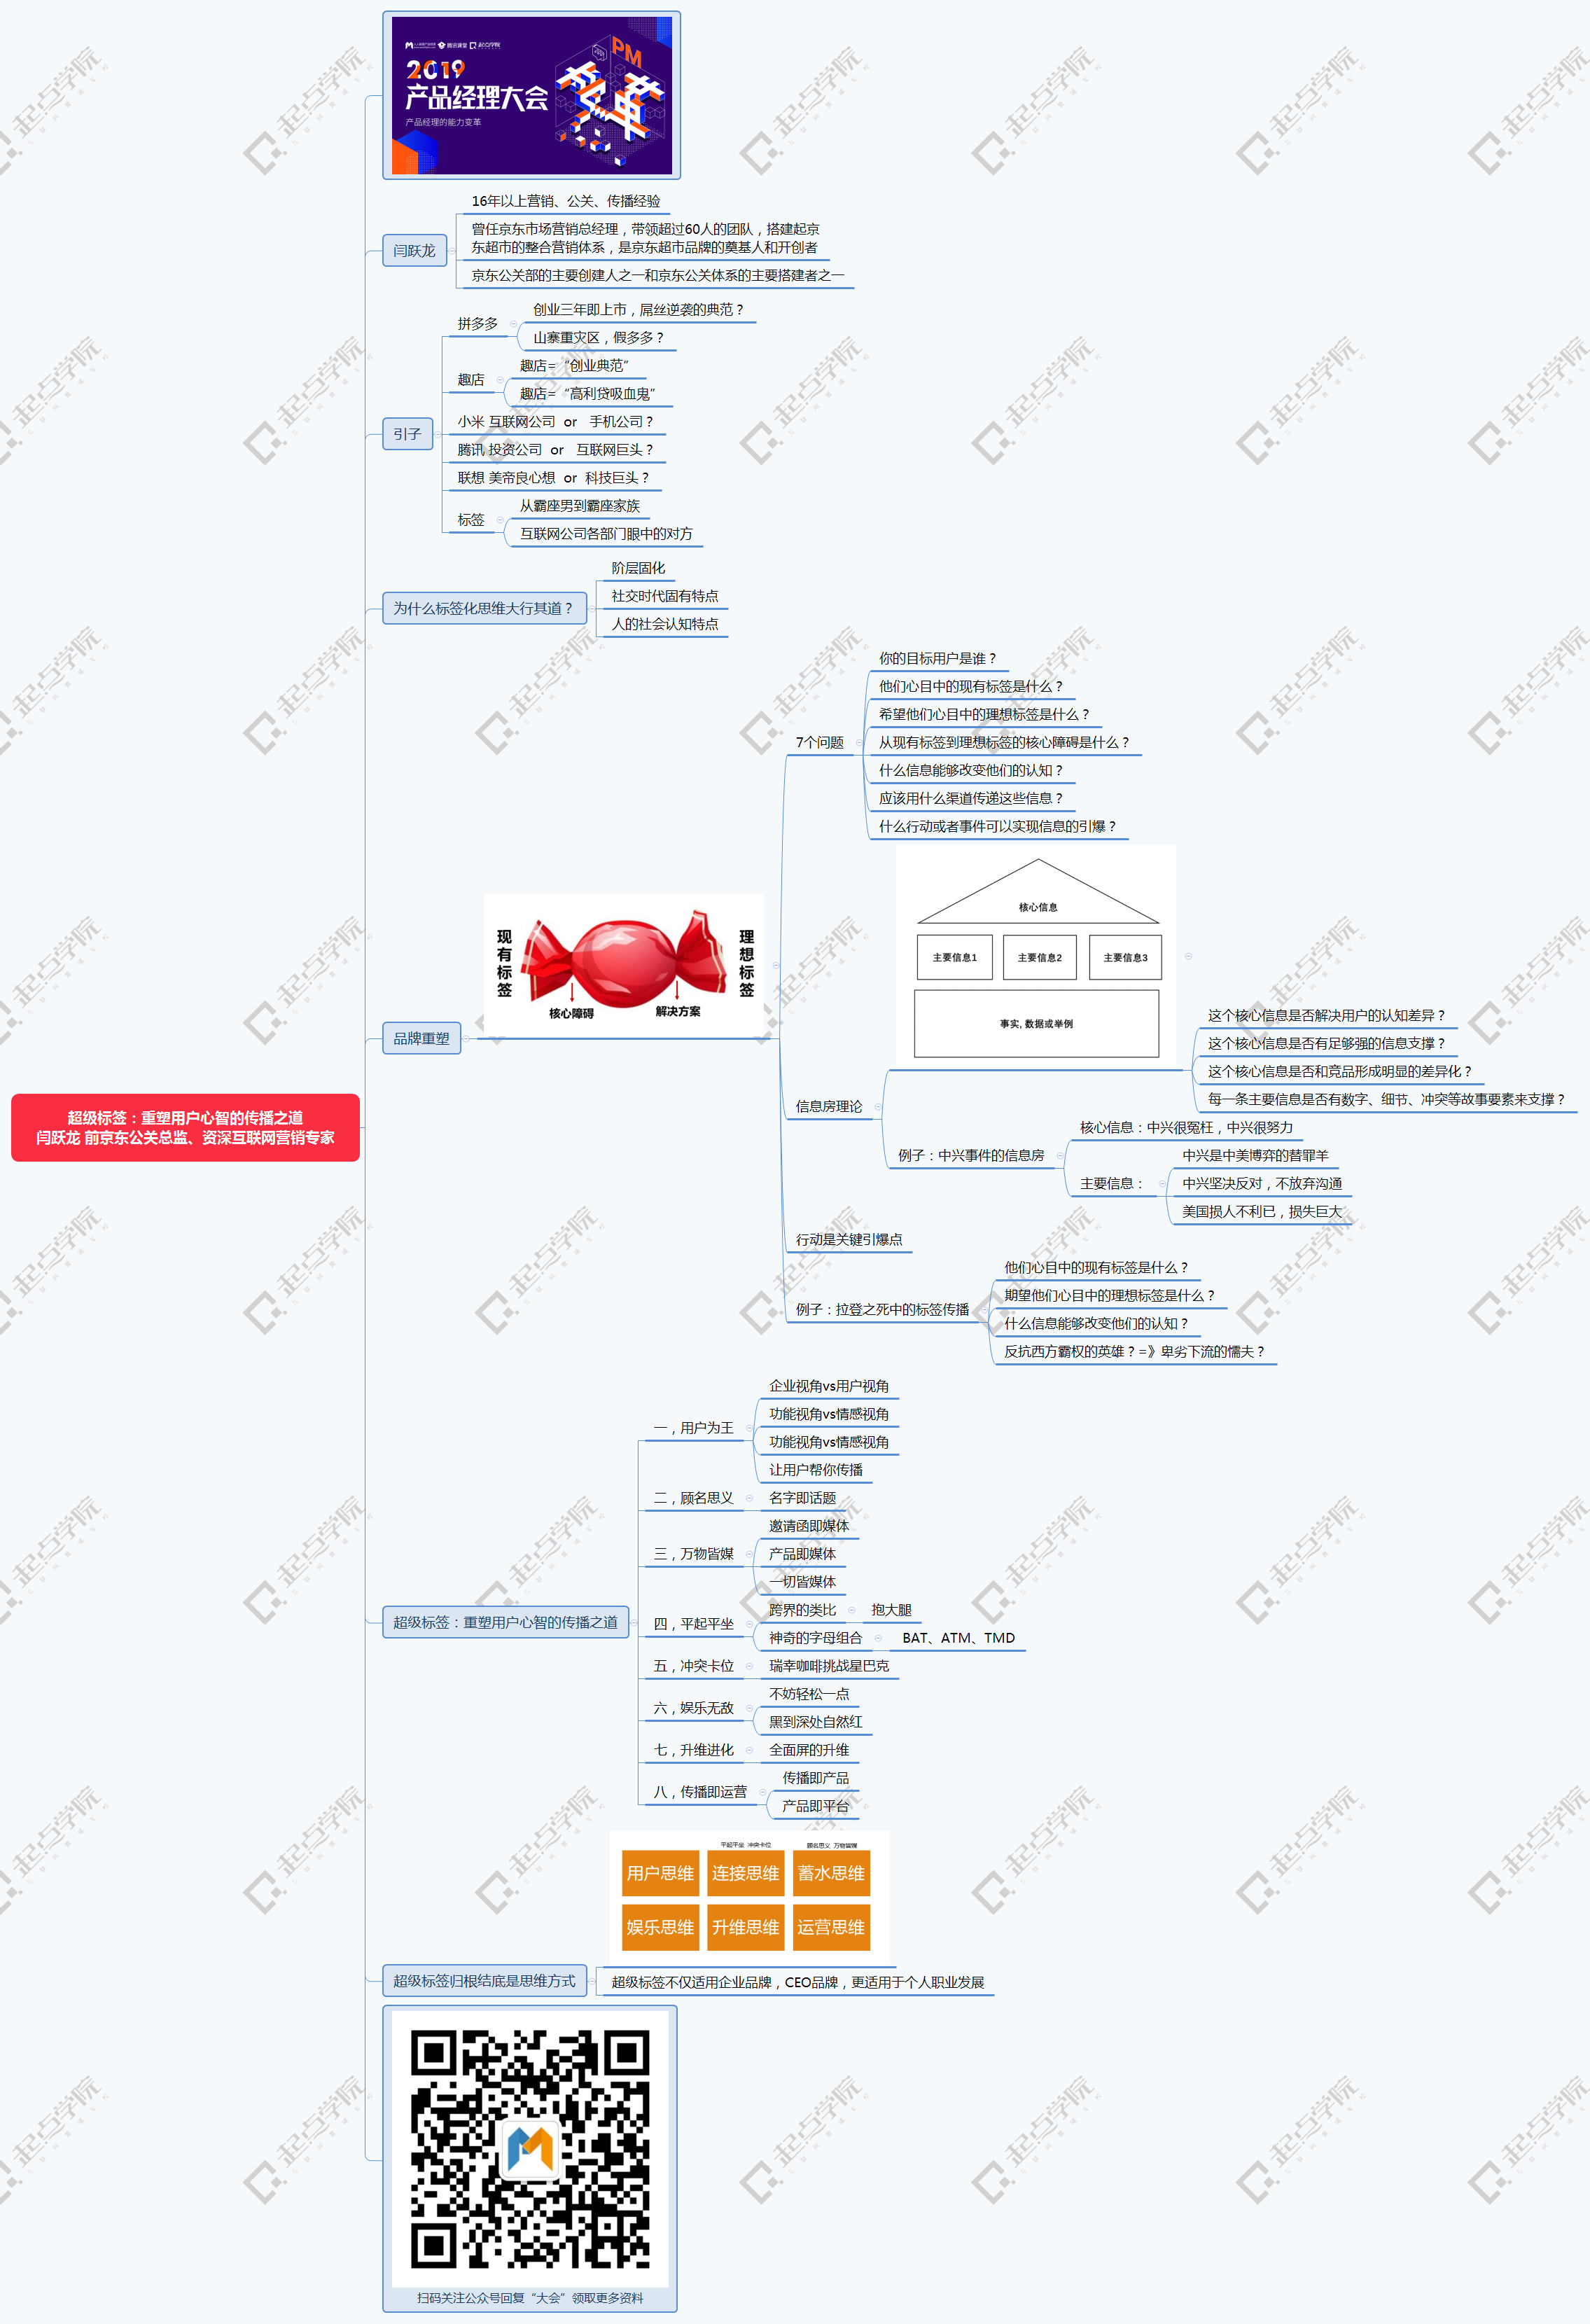 超级标签：重塑用户心智的传播之道
闫跃龙 前京东公关总监、资深互联网营销专家
腾讯课堂
起点学院
2019
产品经理大会
产品经理的能力变革
PM
闫跃龙
16年以上营销、公关、传播经验
曾任京东市场营销总经理，带领超过60人的团队，搭建起京
东超市的整合营销体系，是京东超市品牌的奠基人和开创者
京东公关部的主要创建人之一和京东公关体系的主要搭建者之一
引子
拼多多
创业三年即上市，屌丝逆袭的典范？
山寨重灾区，假多多？
趣店
趣店=“创业典范”
趣店=“高利贷吸血鬼”
小米 互联网公司 or 手机公司？
腾讯 投资公司 or 互联网巨头？
联想 美帝良心想 or 科技巨头？
标签
从霸座男到霸座家族
互联网公司各部门眼中的对方
为什么标签化思维大行其道？
阶层固化
社交时代固有特点
人的社会认知特点
品牌重塑
现有标签
理想标签
核心障碍
解决方案
7个问题
你的目标用户是谁？
他们心目中的现有标签是什么？
希望他们心目中的理想标签是什么？
从现有标签到理想标签的核心障碍是什么？
什么信息能够改变他们的认知？
应该用什么渠道传递这些信息？
什么行动或者事件可以实现信息的引爆？
信息房理论
核心信息
主要信息1
主要信息2
主要信息3
事实, 数据或举例
这个核心信息是否解决用户的认知差异？
这个核心信息是否有足够强的信息支撑？
这个核心信息是否和竞品形成明显的差异化？
每一条主要信息是否有数字、细节、冲突等故事要素来支撑？
例子：中兴事件的信息房
核心信息：中兴很冤枉，中兴很努力
主要信息：
中兴是中美博弈的替罪羊
中兴坚决反对，不放弃沟通
美国损人不利已，损失巨大
行动是关键引爆点
例子：拉登之死中的标签传播
他们心目中的现有标签是什么？
期望他们心目中的理想标签是什么？
什么信息能够改变他们的认知？
反抗西方霸权的英雄？=》卑劣下流的懦夫？
超级标签：重塑用户心智的传播之道
一，用户为王
企业视角vs用户视角
功能视角vs情感视角
功能视角vs情感视角
让用户帮你传播
二，顾名思义
名字即话题
三，万物皆媒
邀请函即媒体
产品即媒体
一切皆媒体
四，平起平坐
跨界的类比
抱大腿
神奇的字母组合
BAT、ATM、TMD
五，冲突卡位
瑞幸咖啡挑战星巴克
六，娱乐无敌
不妨轻松一点
黑到深处自然红
七，升维进化
全面屏的升维
八，传播即运营
传播即产品
产品即平台
超级标签归根结底是思维方式
平起平坐 冲突卡位
顾名思义 万物皆媒
用户思维
连接思维
蓄水思维
娱乐思维
升维思维
运营思维
超级标签不仅适用企业品牌，CEO品牌，更适用于个人职业发展
扫码关注公众号回复“大会”领取更多资料
起点学院